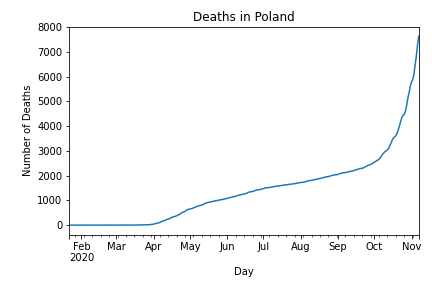 Deaths in Poland
Number of Deaths
8000
7000
6000
5000
4000
3000
2000
1000
0
Feb Mar Apr May Jun Jul Aug Sep Oct Nov
2020
Day